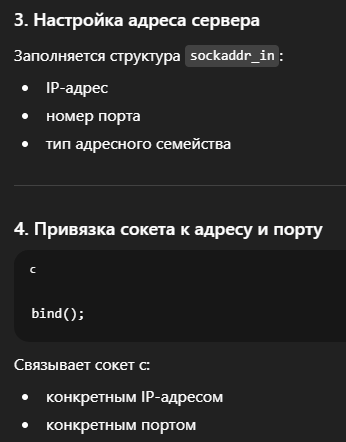 3. Настройка адреса сервера
Заполняется структура sockaddr_in:
• IP-адрес
• номер порта
• тип адресного семейства
4. Привязка сокета к адресу и порту
c
bind();
Связывает сокет с:
• конкретным IP-адресом
• конкретным портом